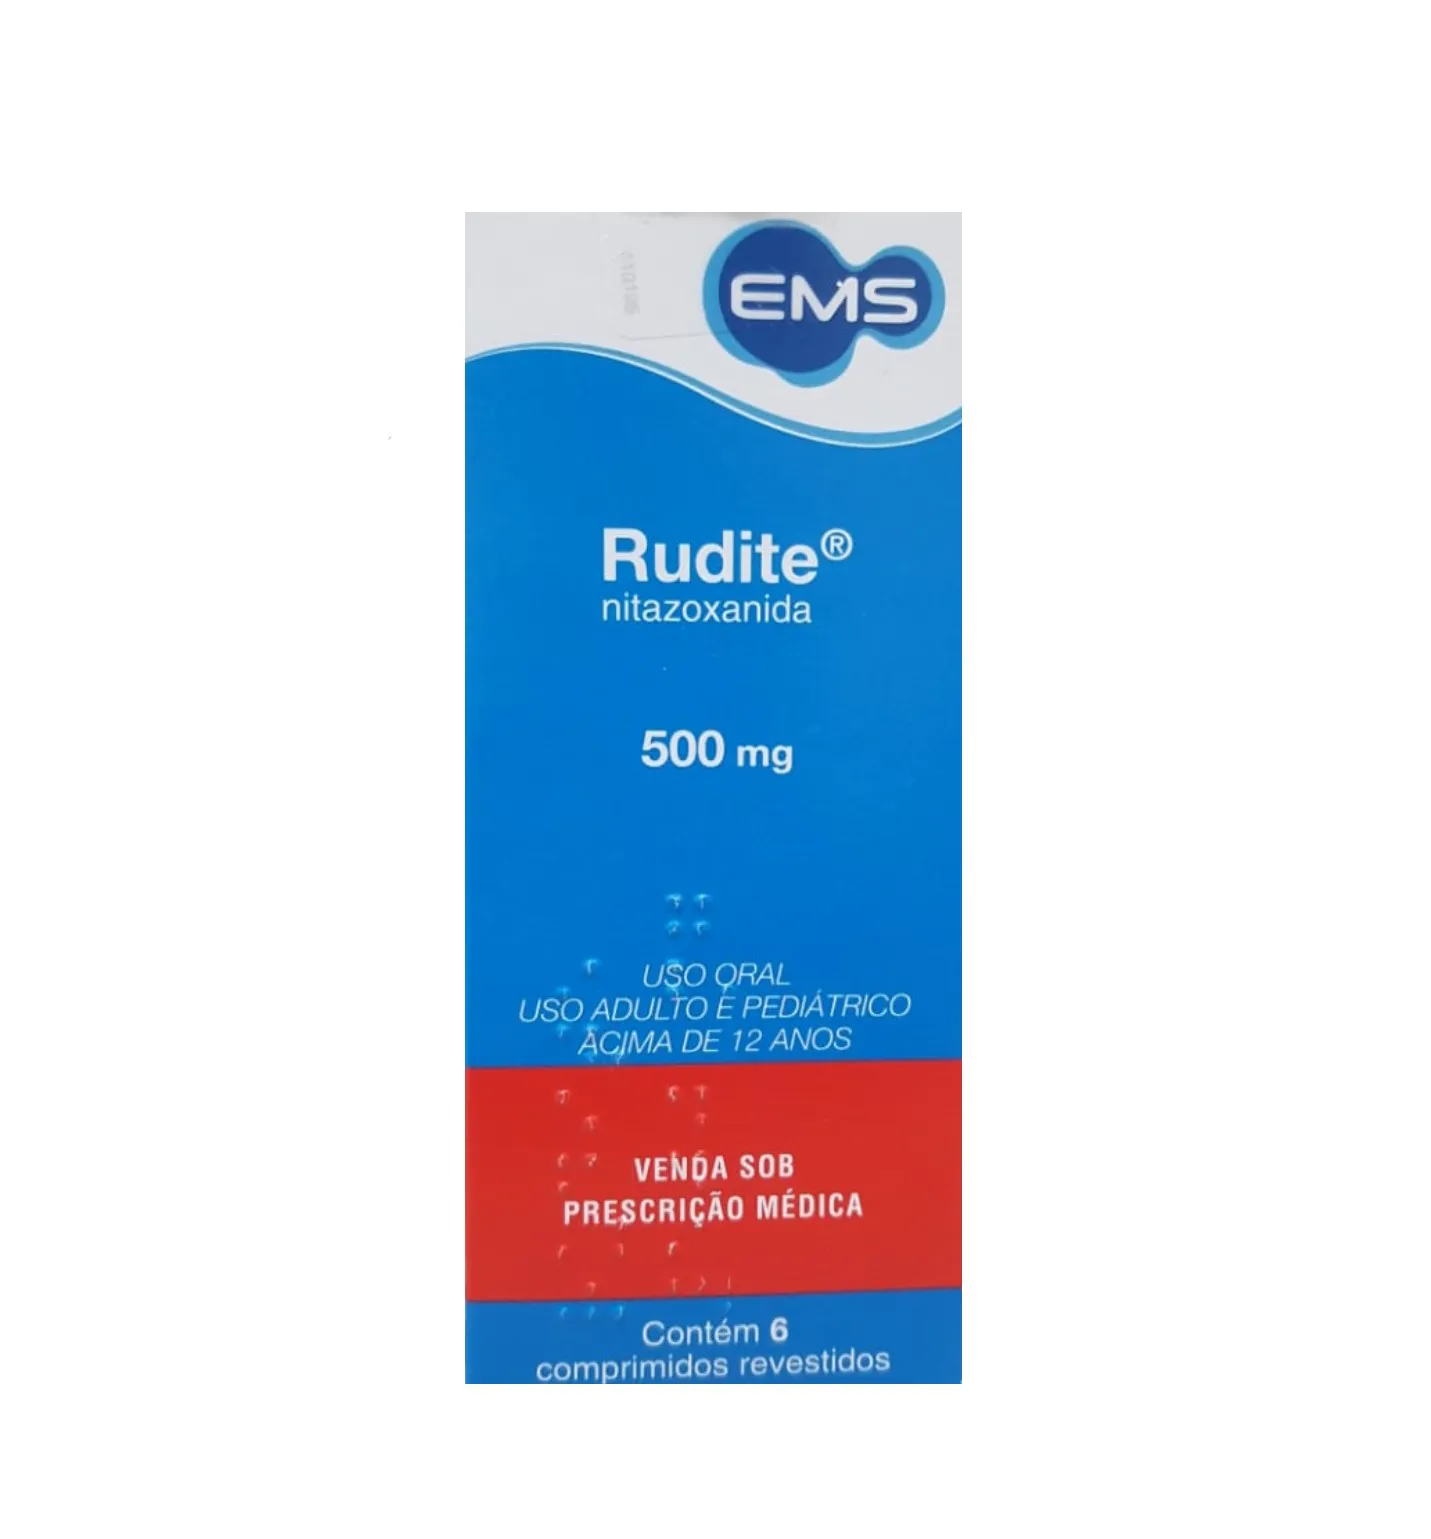 EMS
Rudite®
nitazoxanida
500 mg
USO ORAL
USO ADULTO E PEDIÁTRICO
ACIMA DE 12 ANOS
VENDA SOB
PRESCRIÇÃO MÉDICA
Contém 6
comprimidos revestidos